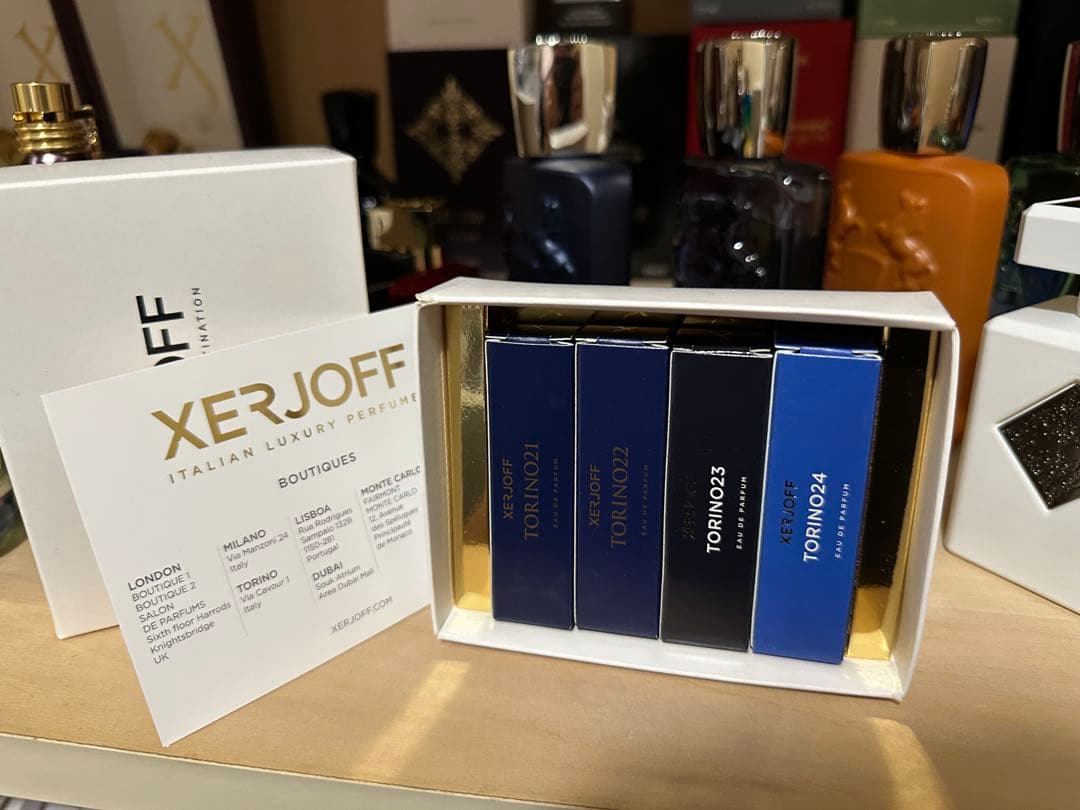 OFF
INATION
XERJOFF
ITALIAN LUXURY PERFUME
BOUTIQUES
LONDON
BOUTIQUE 1
BOUTIQUE 2
SALON
DE PARFUMS
Sixth floor Harrods
Knightsbridge
UK
MILANO
Via Manzoni 24
Italy
TORINO
Via Cavour 1
Italy
LISBOA
Rua Rodrigues
Sampaio 132B
1150-281
Portugal
DUBAI
Souk Atrium
Area Dubai Mall
MONTE CARLO
FAIRMONT
MONTE CARLO
12, Avenue
des Spélugues
Principauté
de Monaco
XERJOFF.COM
XERJOFF
TORINO21
EAU DE PARFUM
XERJOFF
TORINO22
EAU DE PARFUM
XERJOFF
TORINO23
EAU DE PARFUM
XERJOFF
TORINO24
EAU DE PARFUM